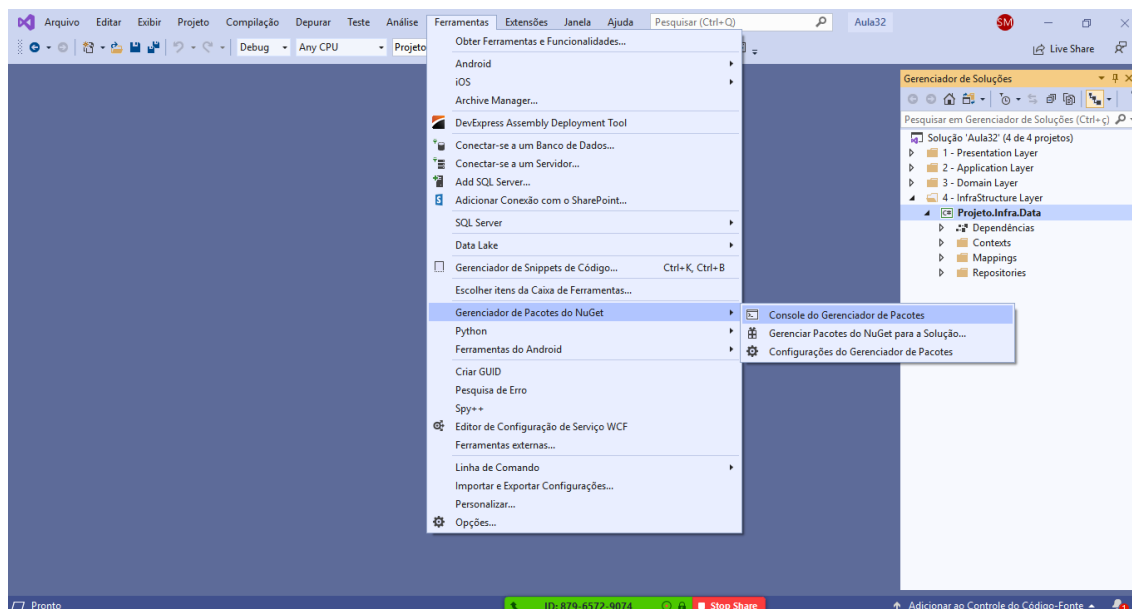 Arquivo Editar Exibir Projeto Compilação Depurar Teste Análise Ferramentas Extensões Janela Ajuda Pesquisar (Ctrl+Q) Aula32 SM
Debug Any CPU Projeto Live Share
Obter Ferramentas e Funcionalidades...
Android
iOS
Archive Manager...
DevExpress Assembly Deployment Tool
Conectar-se a um Banco de Dados...
Conectar-se a um Servidor...
Add SQL Server...
Adicionar Conexão com o SharePoint...
SQL Server
Data Lake
Gerenciador de Snippets de Código... Ctrl+K, Ctrl+B
Escolher itens da Caixa de Ferramentas...
Gerenciador de Pacotes do NuGet
Python
Ferramentas do Android
Criar GUID
Pesquisa de Erro
Spy++
Editor de Configuração de Serviço WCF
Ferramentas externas...
Linha de Comando
Importar e Exportar Configurações...
Personalizar...
Opções...
Console do Gerenciador de Pacotes
Gerenciar Pacotes do NuGet para a Solução...
Configurações do Gerenciador de Pacotes
Gerenciador de Soluções
Pesquisar em Gerenciador de Soluções (Ctrl+ç)
Solução 'Aula32' (4 de 4 projetos)
1 - Presentation Layer
2 - Application Layer
3 - Domain Layer
4 - InfraStructure Layer
C# Projeto.Infra.Data
Dependências
Contexts
Mappings
Repositories
Pronto ID: 879-6572-9074 Stop Share Adicionar ao Controle do Código-Fonte 1